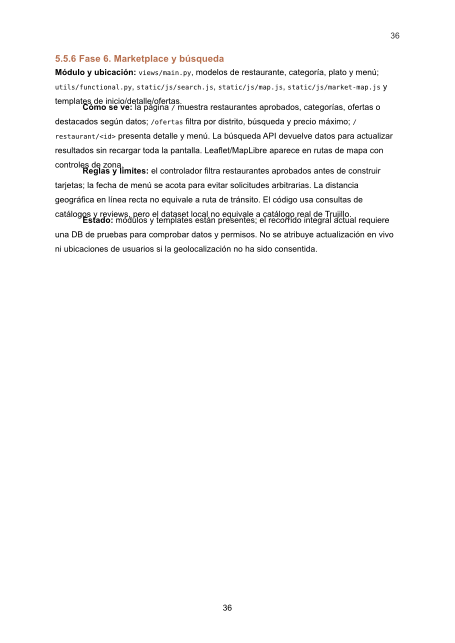 36
5.5.6 Fase 6. Marketplace y búsqueda
Módulo y ubicación: views/main.py, modelos de restaurante, categoría, plato y menú;
utils/functional.py, static/js/search.js, static/js/map.js, static/js/market-map.js y
templates de inicio/detalle/ofertas.
Cómo se ve: la página / muestra restaurantes aprobados, categorías, ofertas o
destacados según datos; /ofertas filtra por distrito, búsqueda y precio máximo; /
restaurant/<id> presenta detalle y menú. La búsqueda API devuelve datos para actualizar
resultados sin recargar toda la pantalla. Leaflet/MapLibre aparece en rutas de mapa con
controles de zona.
Reglas y límites: el controlador filtra restaurantes aprobados antes de construir
tarjetas; la fecha de menú se acota para evitar solicitudes arbitrarias. La distancia
geográfica en línea recta no equivale a ruta de tránsito. El código usa consultas de
catálogos y reviews, pero el dataset local no equivale a catálogo real de Trujillo.
Estado: módulos y templates están presentes; el recorrido integral actual requiere
una DB de pruebas para comprobar datos y permisos. No se atribuye actualización en vivo
ni ubicaciones de usuarios si la geolocalización no ha sido consentida.
36